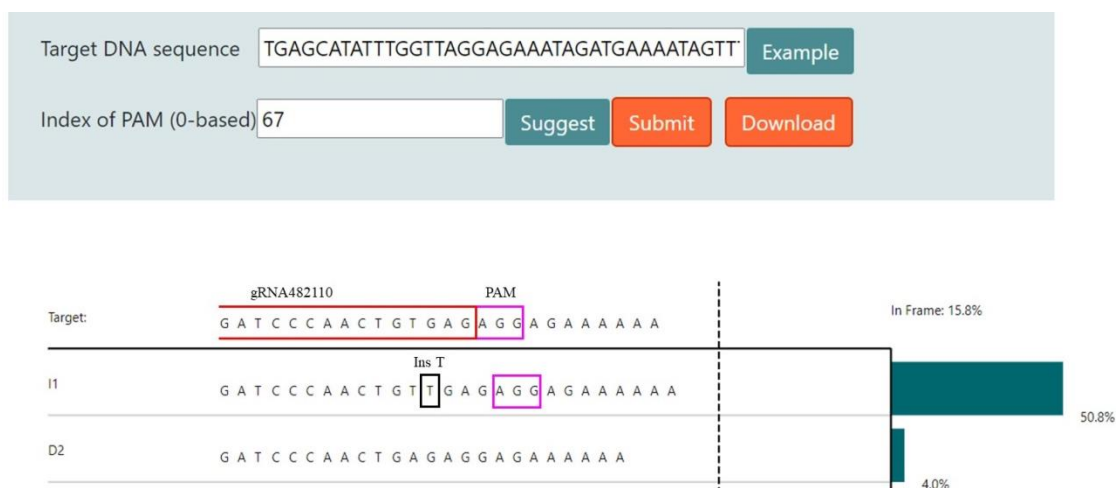 Target DNA sequence TGAGCATATTTGGTTAGGAGAAATAGATGAAAATAGTT Example
Index of PAM (0-based) 67 Suggest Submit Download
gRNA482110 PAM
Target: G A T C C C A A C T G T G A G A G G A G A A A A A A In Frame: 15.8%
Ins T
I1 G A T C C C A A C T G T T G A G A G G A G A A A A A A
50.8%
D2 G A T C C C A A C T G A G A G G A G A A A A A A
4.0%